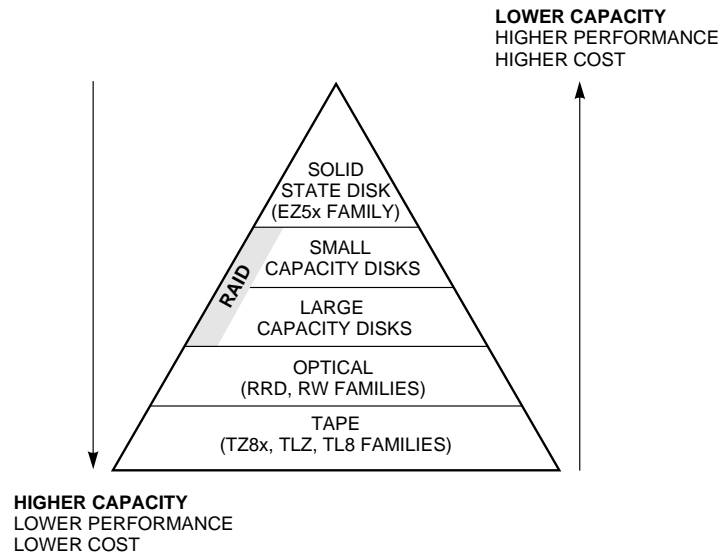 LOWER CAPACITY
HIGHER PERFORMANCE
HIGHER COST
SOLID
STATE DISK
(EZ5x FAMILY)
SMALL
CAPACITY DISKS
RAID
LARGE
CAPACITY DISKS
OPTICAL
(RRD, RW FAMILIES)
TAPE
(TZ8x, TLZ, TL8 FAMILIES)
HIGHER CAPACITY
LOWER PERFORMANCE
LOWER COST